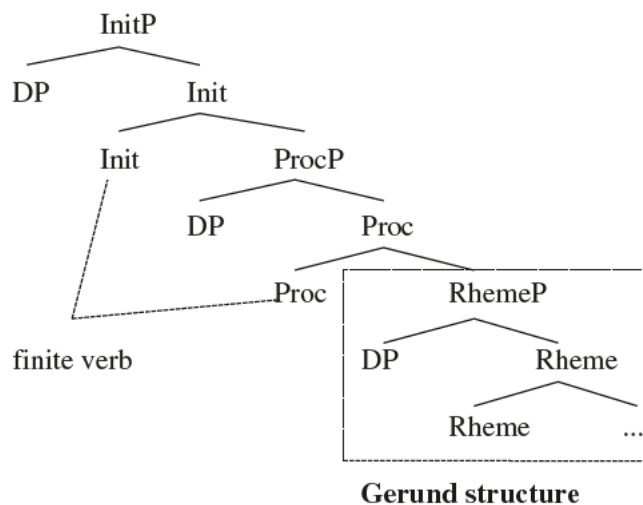 InitP
DP Init
Init ProcP
DP Proc
Proc RhemeP
finite verb DP Rheme
Rheme ...
Gerund structure